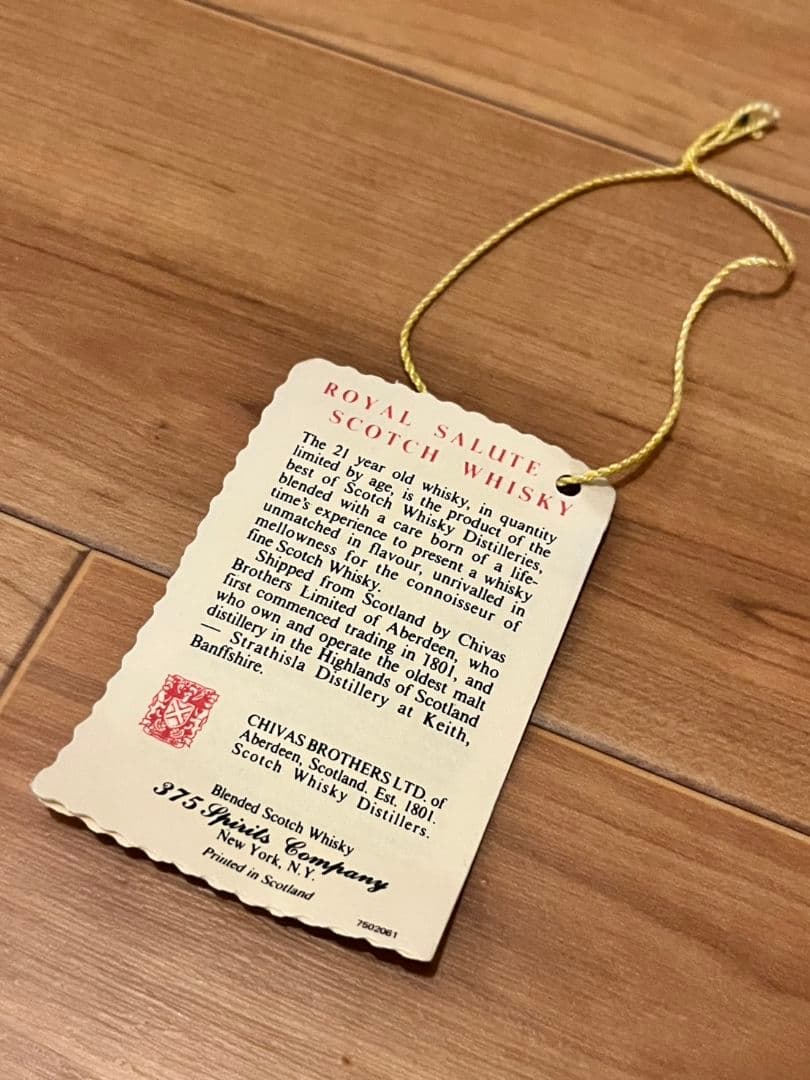 ROYAL SALUTE
SCOTCH WHISKY
The 21 year old whisky, in quantity
limited by age, is the product of the
best of Scotch Whisky Distilleries,
blended with a care born of a life-
time's experience to present a whisky
unmatched in flavour, unrivalled in
mellowness for the connoisseur of
fine Scotch Whisky.
Shipped from Scotland by Chivas
Brothers Limited of Aberdeen, who
first commenced trading in 1801, and
who own and operate the oldest malt
distillery in the Highlands of Scotland
— Strathisla Distillery at Keith,
Banffshire.
CHIVAS BROTHERS LTD. of
Aberdeen, Scotland, Est. 1801.
Scotch Whisky Distillers.
Blended Scotch Whisky
375 Spirits Company
New York, N.Y.
Printed in Scotland
7502061